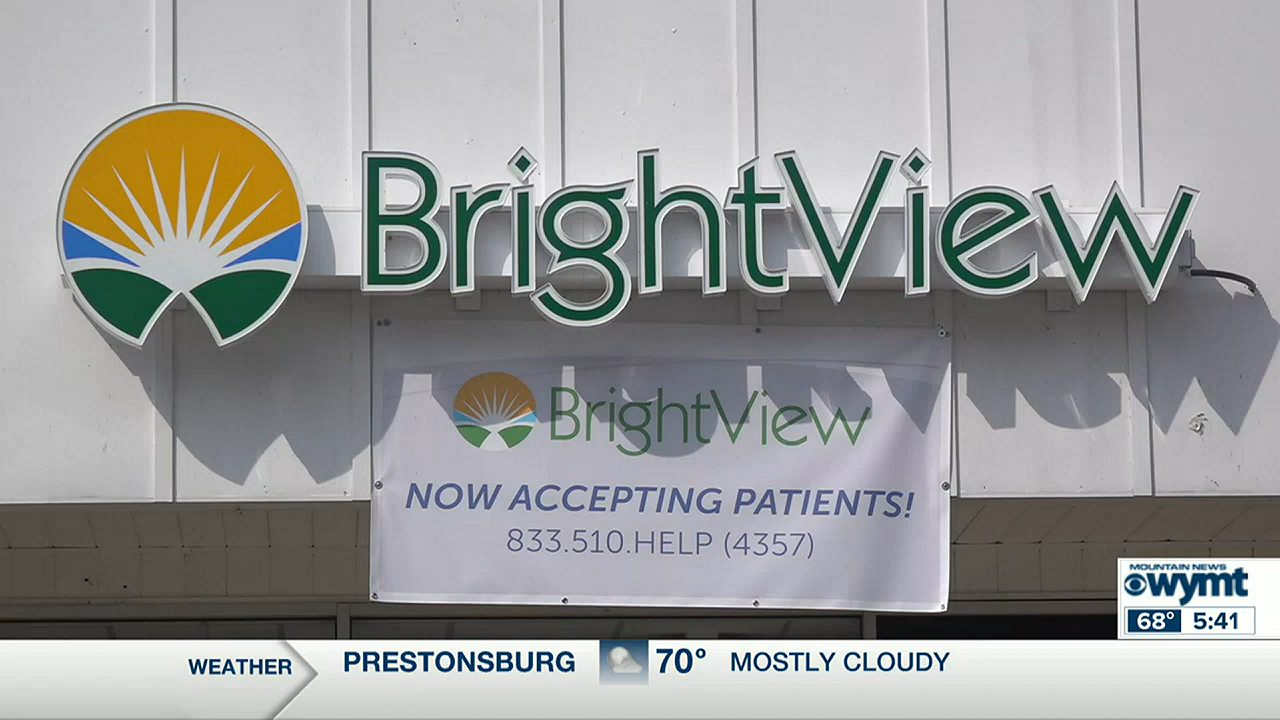 BrightView
BrightView
NOW ACCEPTING PATIENTS!
833.510.HELP (4357)
MOUNTAIN NEWS
wymt
68° 5:41
WEATHER PRESTONSBURG 70° MOSTLY CLOUDY